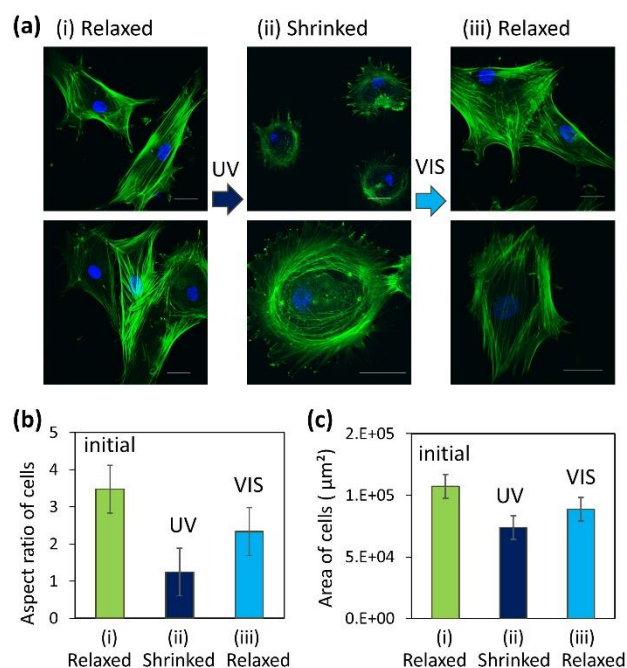 (a) (i) Relaxed (ii) Shrinked (iii) Relaxed
UV
VIS
(b) (c)
Aspect ratio of cells
5
4
3
2
1
0
initial
UV
VIS
(i) (ii) (iii)
Relaxed Shrinked Relaxed
Area of cells ( µm²)
2.E+05
1.E+05
5.E+04
0.E+00
initial
UV
VIS
(i) (ii) (iii)
Relaxed Shrinked Relaxed